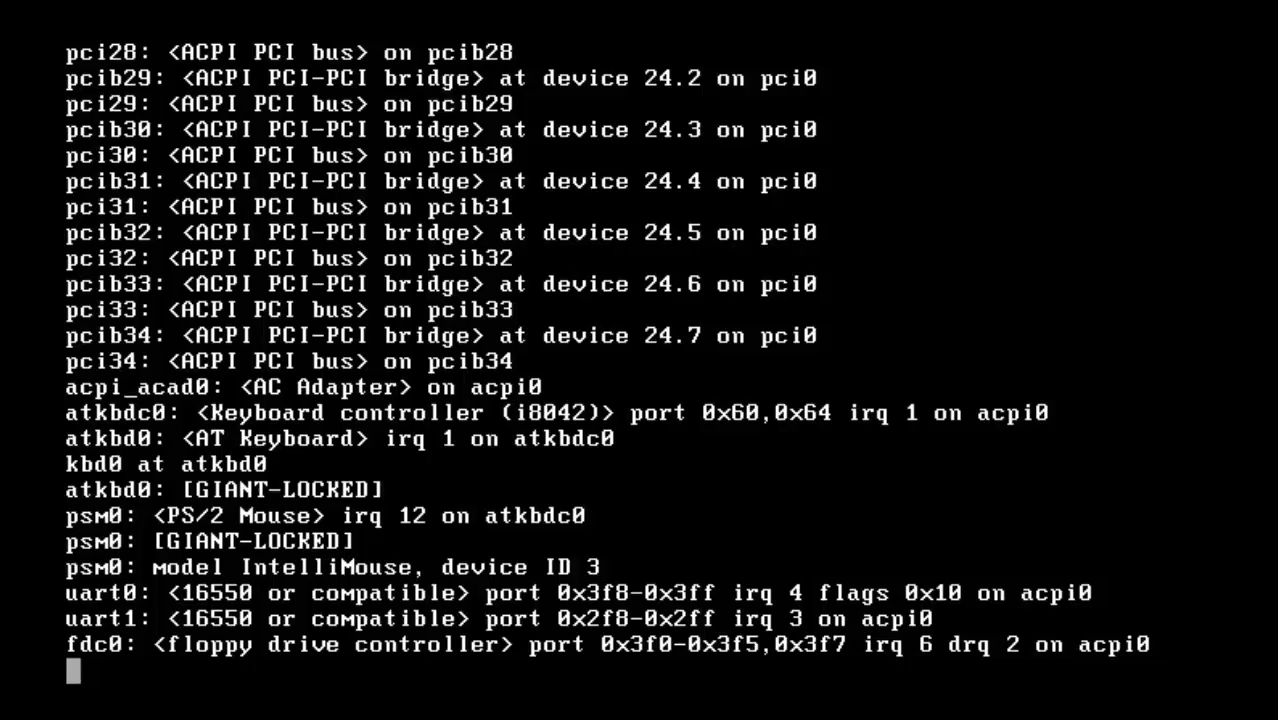 pci28: <ACPI PCI bus> on pcib28
pcib29: <ACPI PCI-PCI bridge> at device 24.2 on pci0
pci29: <ACPI PCI bus> on pcib29
pcib30: <ACPI PCI-PCI bridge> at device 24.3 on pci0
pci30: <ACPI PCI bus> on pcib30
pcib31: <ACPI PCI-PCI bridge> at device 24.4 on pci0
pci31: <ACPI PCI bus> on pcib31
pcib32: <ACPI PCI-PCI bridge> at device 24.5 on pci0
pci32: <ACPI PCI bus> on pcib32
pcib33: <ACPI PCI-PCI bridge> at device 24.6 on pci0
pci33: <ACPI PCI bus> on pcib33
pcib34: <ACPI PCI-PCI bridge> at device 24.7 on pci0
pci34: <ACPI PCI bus> on pcib34
acpi_acad0: <AC Adapter> on acpi0
atkbdc0: <Keyboard controller (i8042)> port 0x60,0x64 irq 1 on acpi0
atkbd0: <AT Keyboard> irq 1 on atkbdc0
kbd0 at atkbd0
atkbd0: [GIANT-LOCKED]
psm0: <PS/2 Mouse> irq 12 on atkbdc0
psm0: [GIANT-LOCKED]
psm0: model IntelliMouse, device ID 3
uart0: <16550 or compatible> port 0x3f8-0x3ff irq 4 flags 0x10 on acpi0
uart1: <16550 or compatible> port 0x2f8-0x2ff irq 3 on acpi0
fdc0: <floppy drive controller> port 0x3f0-0x3f5,0x3f7 irq 6 drq 2 on acpi0